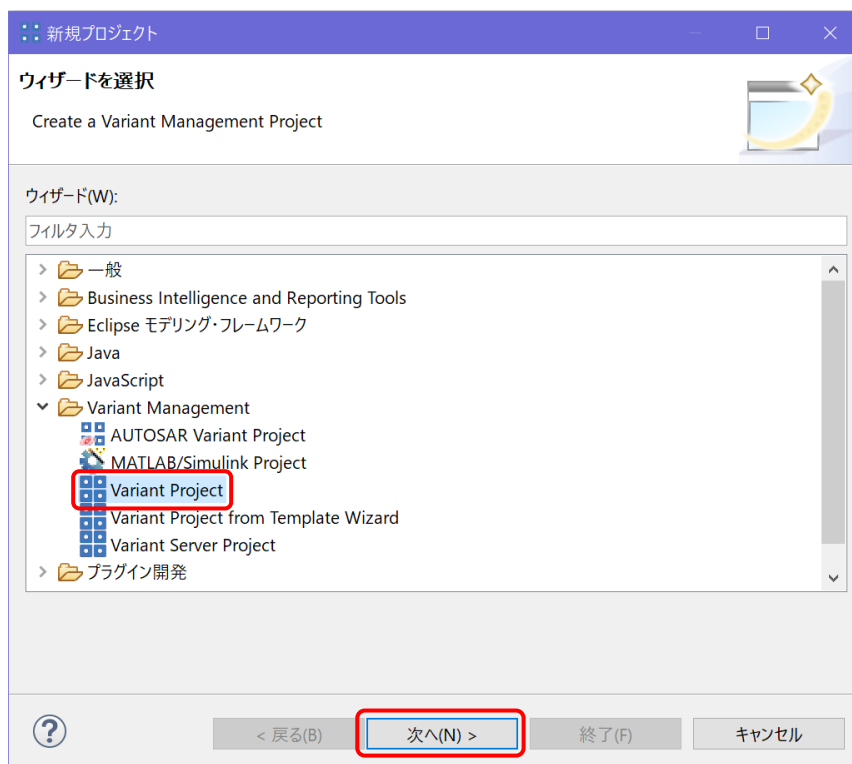 新規プロジェクト
ウィザードを選択
Create a Variant Management Project
ウィザード(W):
フィルタ入力
一般
Business Intelligence and Reporting Tools
Eclipse モデリング・フレームワーク
Java
JavaScript
Variant Management
AUTOSAR Variant Project
MATLAB/Simulink Project
Variant Project
Variant Project from Template Wizard
Variant Server Project
プラグイン開発
< 戻る(B) 次へ(N) > 終了(F) キャンセル